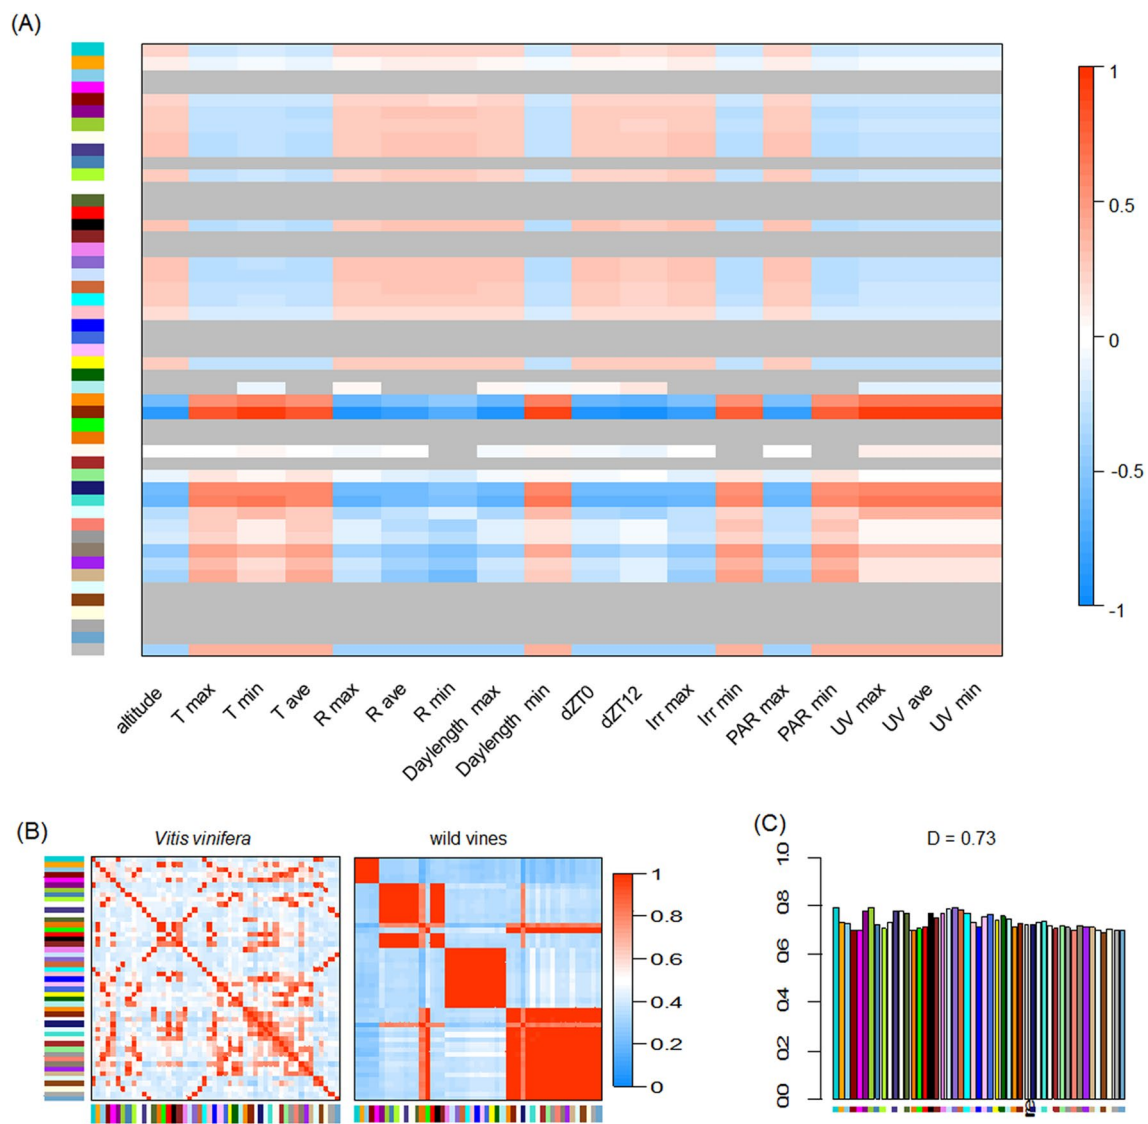 (A)
1
0.5
0
-0.5
-1
altitude
T max
T min
T ave
R max
R ave
R min
Daylength max
Daylength min
dZT0
dZT12
Irr max
Irr min
PAR max
PAR min
UV max
UV ave
UV min
(B)
Vitis vinifera
wild vines
1
0.8
0.6
0.4
0.2
0
(C)
D = 0.73
1.0
0.8
0.6
0.4
0.2
0.0